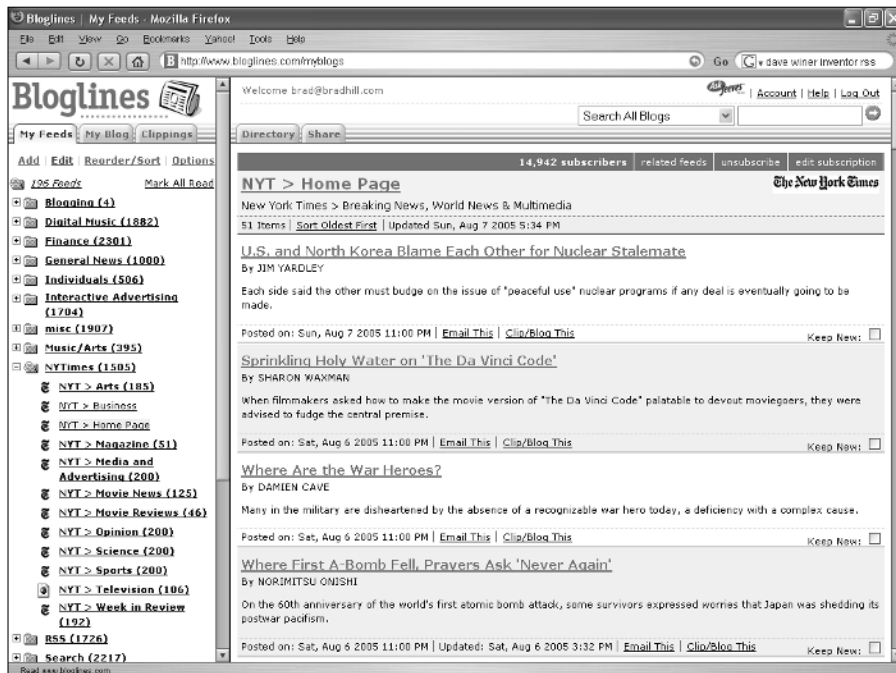 Bloglines | My Feeds - Mozilla Firefox
File Edit View Go Bookmarks Yahoo! Tools Help
http://www.bloglines.com/myblogs
Go
dave winer inventor rss
Bloglines
Welcome brad@bradhill.com
Ask Jeeves | Account | Help | Log Out
Search All Blogs
My Feeds My Blog Clippings
Directory Share
Add | Edit | Reorder/Sort | Options
196 Feeds Mark All Read
Blogging (4)
Digital Music (1882)
Finance (2301)
General News (1000)
Individuals (506)
Interactive Advertising
(1704)
misc (1907)
Music/Arts (395)
NYTimes (1505)
NYT > Arts (185)
NYT > Business
NYT > Home Page
NYT > Magazine (51)
NYT > Media and
Advertising (200)
NYT > Movie News (125)
NYT > Movie Reviews (46)
NYT > Opinion (200)
NYT > Science (200)
NYT > Sports (200)
NYT > Television (106)
NYT > Week in Review
(192)
RSS (1726)
Search (2217)
14,942 subscribers | related feeds | unsubscribe | edit subscription
NYT > Home Page
The New York Times
New York Times > Breaking News, World News & Multimedia
51 Items | Sort Oldest First | Updated Sun, Aug 7 2005 5:34 PM
U.S. and North Korea Blame Each Other for Nuclear Stalemate
By JIM YARDLEY
Each side said the other must budge on the issue of "peaceful use" nuclear programs if any deal is eventually going to be
made.
Posted on: Sun, Aug 7 2005 11:00 PM | Email This | Clip/Blog This
Keep New:
Sprinkling Holy Water on 'The Da Vinci Code'
By SHARON WAXMAN
When filmmakers asked how to make the movie version of "The Da Vinci Code" palatable to devout moviegoers, they were
advised to fudge the central premise.
Posted on: Sat, Aug 6 2005 11:00 PM | Email This | Clip/Blog This
Keep New:
Where Are the War Heroes?
By DAMIEN CAVE
Many in the military are disheartened by the absence of a recognizable war hero today, a deficiency with a complex cause.
Posted on: Sat, Aug 6 2005 11:00 PM | Email This | Clip/Blog This
Keep New:
Where First A-Bomb Fell, Prayers Ask 'Never Again'
By NORIMITSU ONISHI
On the 60th anniversary of the world's first atomic bomb attack, some survivors expressed worries that Japan was shedding its
postwar pacifism.
Posted on: Sat, Aug 6 2005 11:00 PM | Updated: Sat, Aug 6 2005 3:32 PM | Email This | Clip/Blog This
Keep New:
Read www.bloglines.com